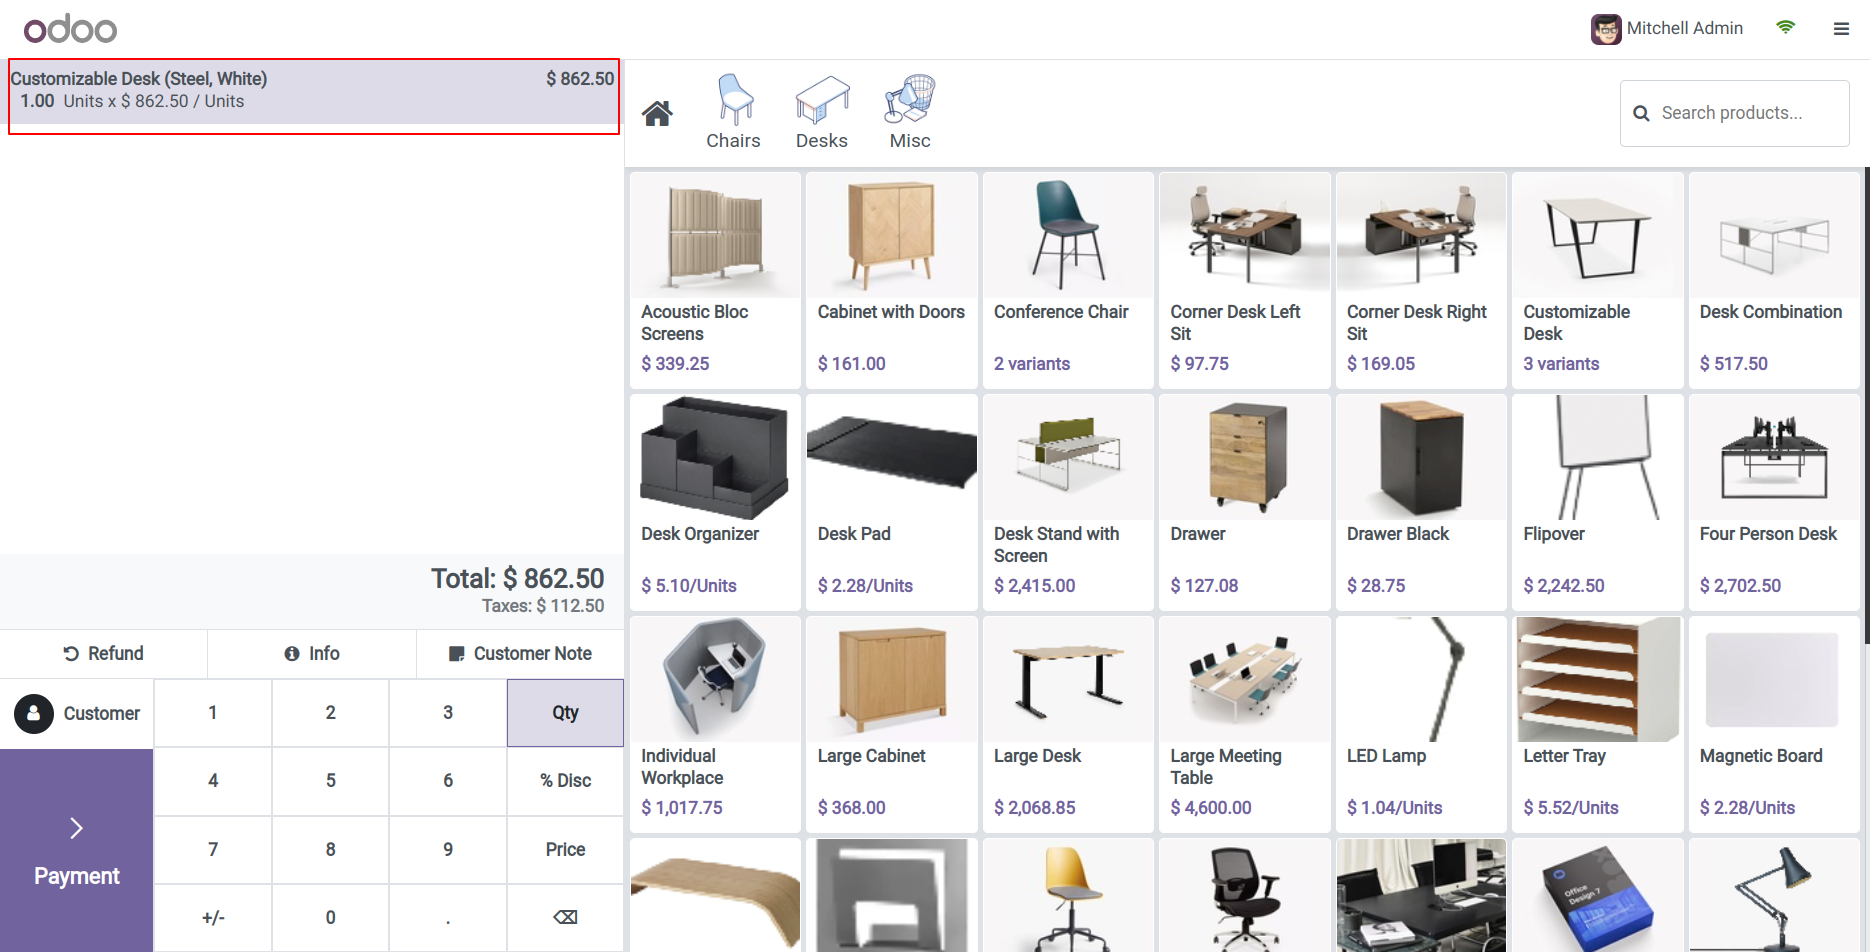 odoo
Mitchell Admin
Customizable Desk (Steel, White) $ 862.50
1.00 Units x $ 862.50 / Units
Chairs
Desks
Misc
Search products...
Acoustic Bloc
Screens
$ 339.25
Cabinet with Doors
$ 161.00
Conference Chair
2 variants
Corner Desk Left
Sit
$ 97.75
Corner Desk Right
Sit
$ 169.05
Customizable
Desk
3 variants
Desk Combination
$ 517.50
Desk Organizer
$ 5.10/Units
Desk Pad
$ 2.28/Units
Desk Stand with
Screen
$ 2,415.00
Drawer
$ 127.08
Drawer Black
$ 28.75
Flipover
$ 2,242.50
Four Person Desk
$ 2,702.50
Individual
Workplace
$ 1,017.75
Large Cabinet
$ 368.00
Large Desk
$ 2,068.85
Large Meeting
Table
$ 4,600.00
LED Lamp
$ 1.04/Units
Letter Tray
$ 5.52/Units
Magnetic Board
$ 2.28/Units
Office
Design 7
Total: $ 862.50
Taxes: $ 112.50
Refund
Info
Customer Note
Customer
1 2 3 Qty
4 5 6 % Disc
7 8 9 Price
+/- 0 .
Payment